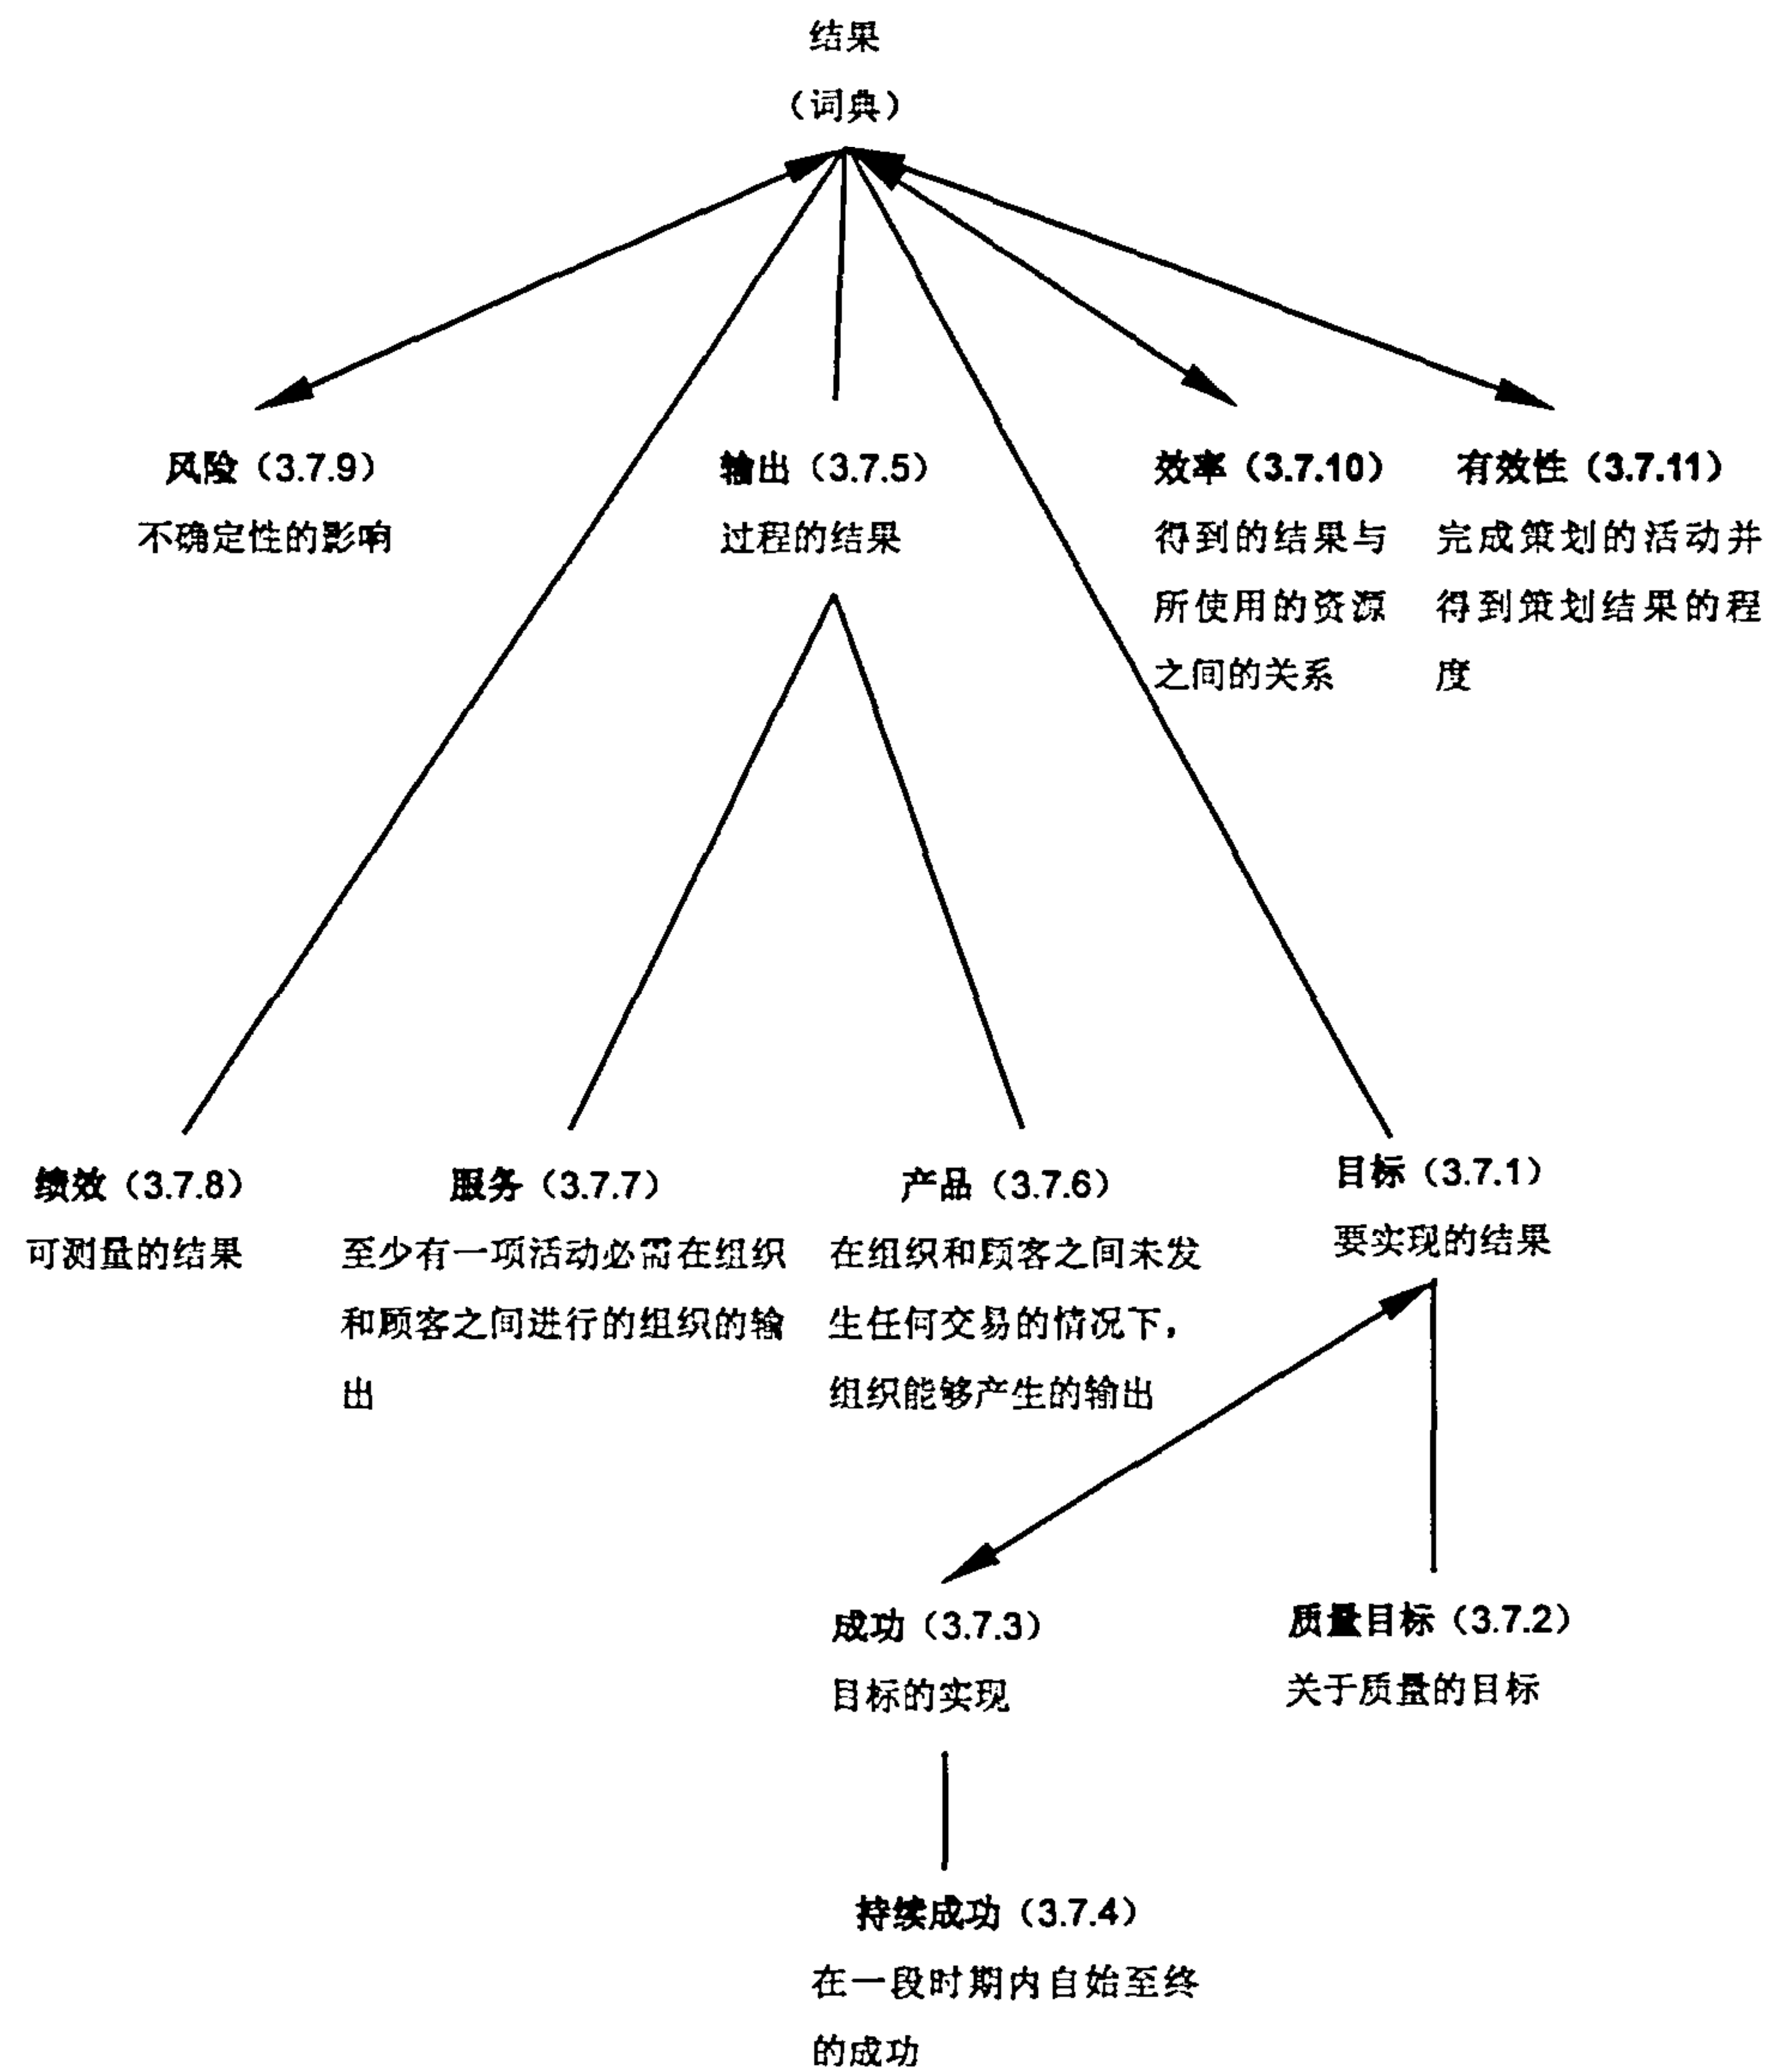 结果
（词典）
风险（3.7.9）
不确定性的影响
输出（3.7.5）
过程的结果
效率（3.7.10）
得到的结果与
所使用的资源
之间的关系
有效性（3.7.11）
完成策划的活动并
得到策划结果的程
度
绩效（3.7.8）
可测量的结果
服务（3.7.7）
至少有一项活动必需在组织
和顾客之间进行的组织的输
出
产品（3.7.6）
在组织和顾客之间未发
生任何交易的情况下，
组织能够产生的输出
目标（3.7.1）
要实现的结果
成功（3.7.3）
目标的实现
质量目标（3.7.2）
关于质量的目标
持续成功（3.7.4）
在一段时期内自始至终
的成功